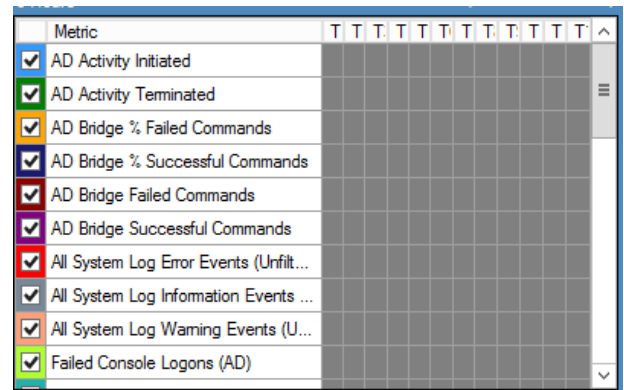 Metric T T T. T T T( T T. T: T T T'
AD Activity Initiated
AD Activity Terminated
AD Bridge % Failed Commands
AD Bridge % Successful Commands
AD Bridge Failed Commands
AD Bridge Successful Commands
All System Log Error Events (Unfilt...
All System Log Information Events ...
All System Log Warning Events (U...
Failed Console Logons (AD)